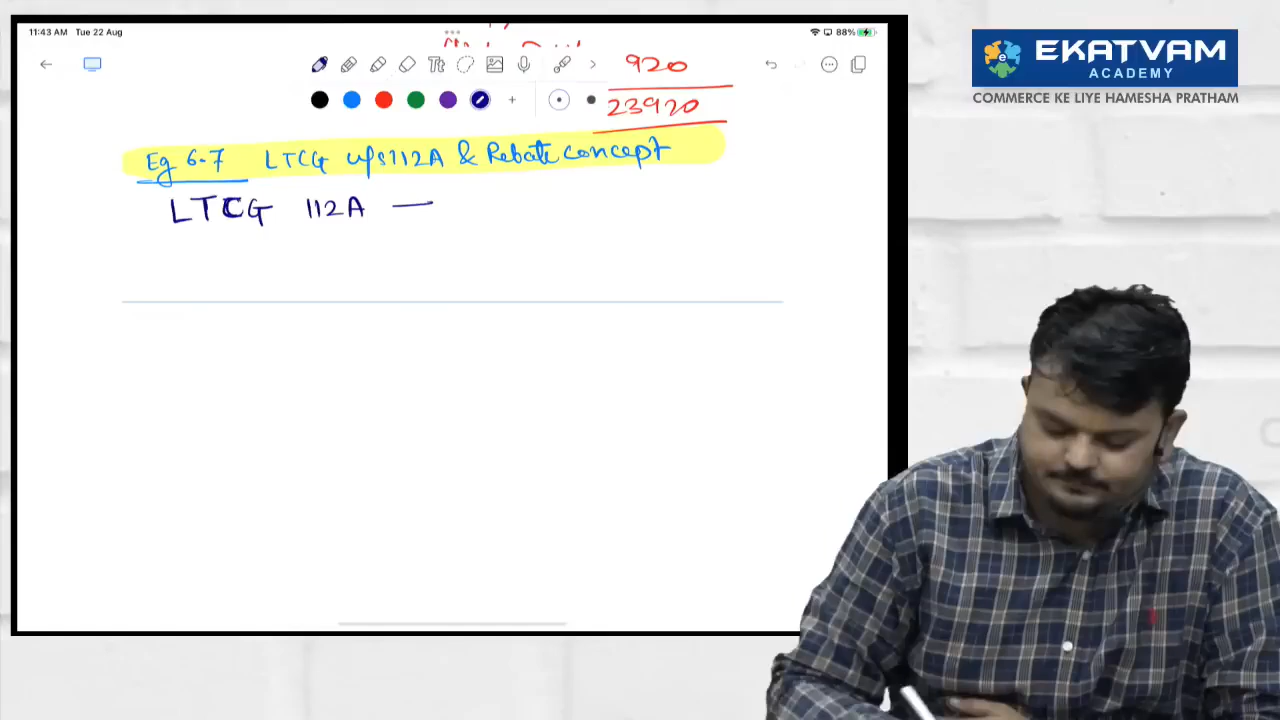 11:43 AM Tue 22 Aug
88%
920
23920
Eg 6.7 LTCG u/s 112A & Rebate concept
LTCG 112A —
EKATVAM
ACADEMY
COMMERCE KE LIYE HAMESHA PRATHAM